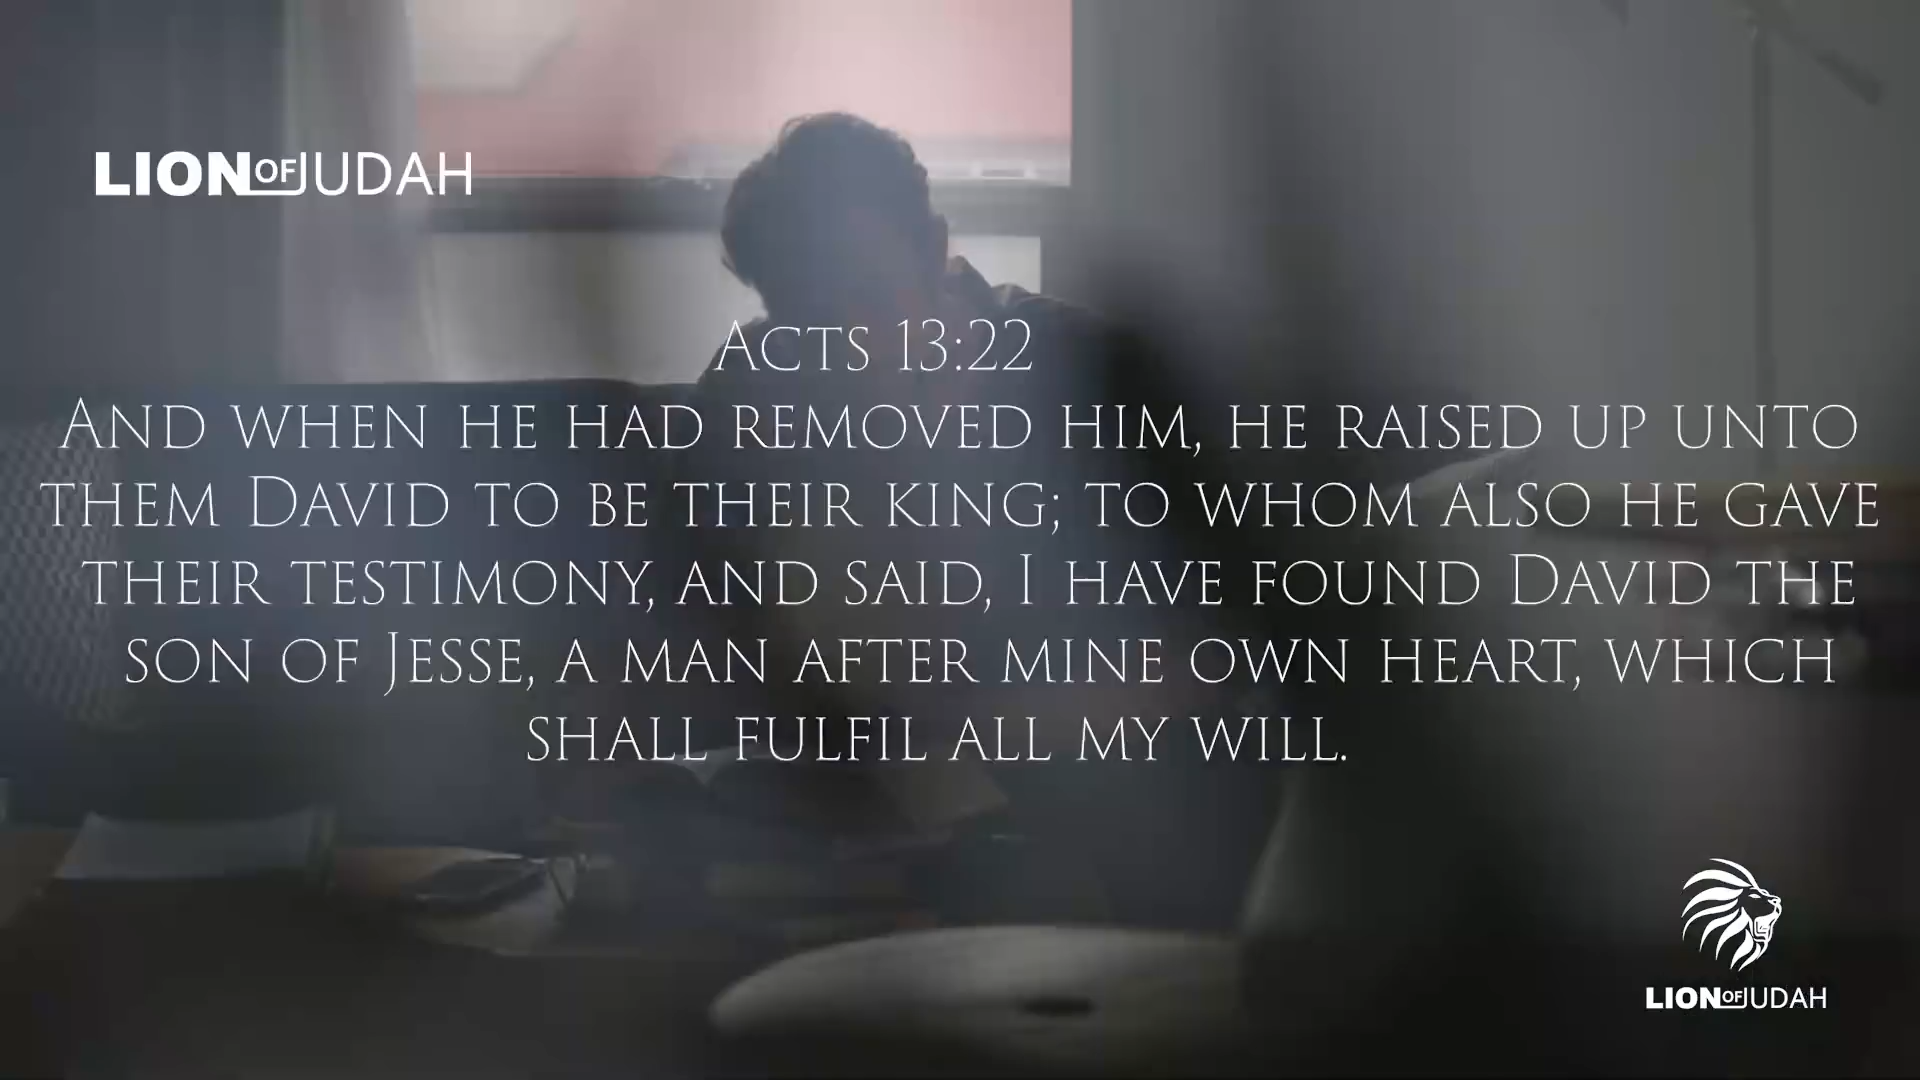 LION OF JUDAH
Acts 13:22
And when he had removed him, he raised up unto
them David to be their king; to whom also he gave
their testimony, and said, I have found David the
son of Jesse, a man after mine own heart, which
shall fulfil all my will.
LION OF JUDAH